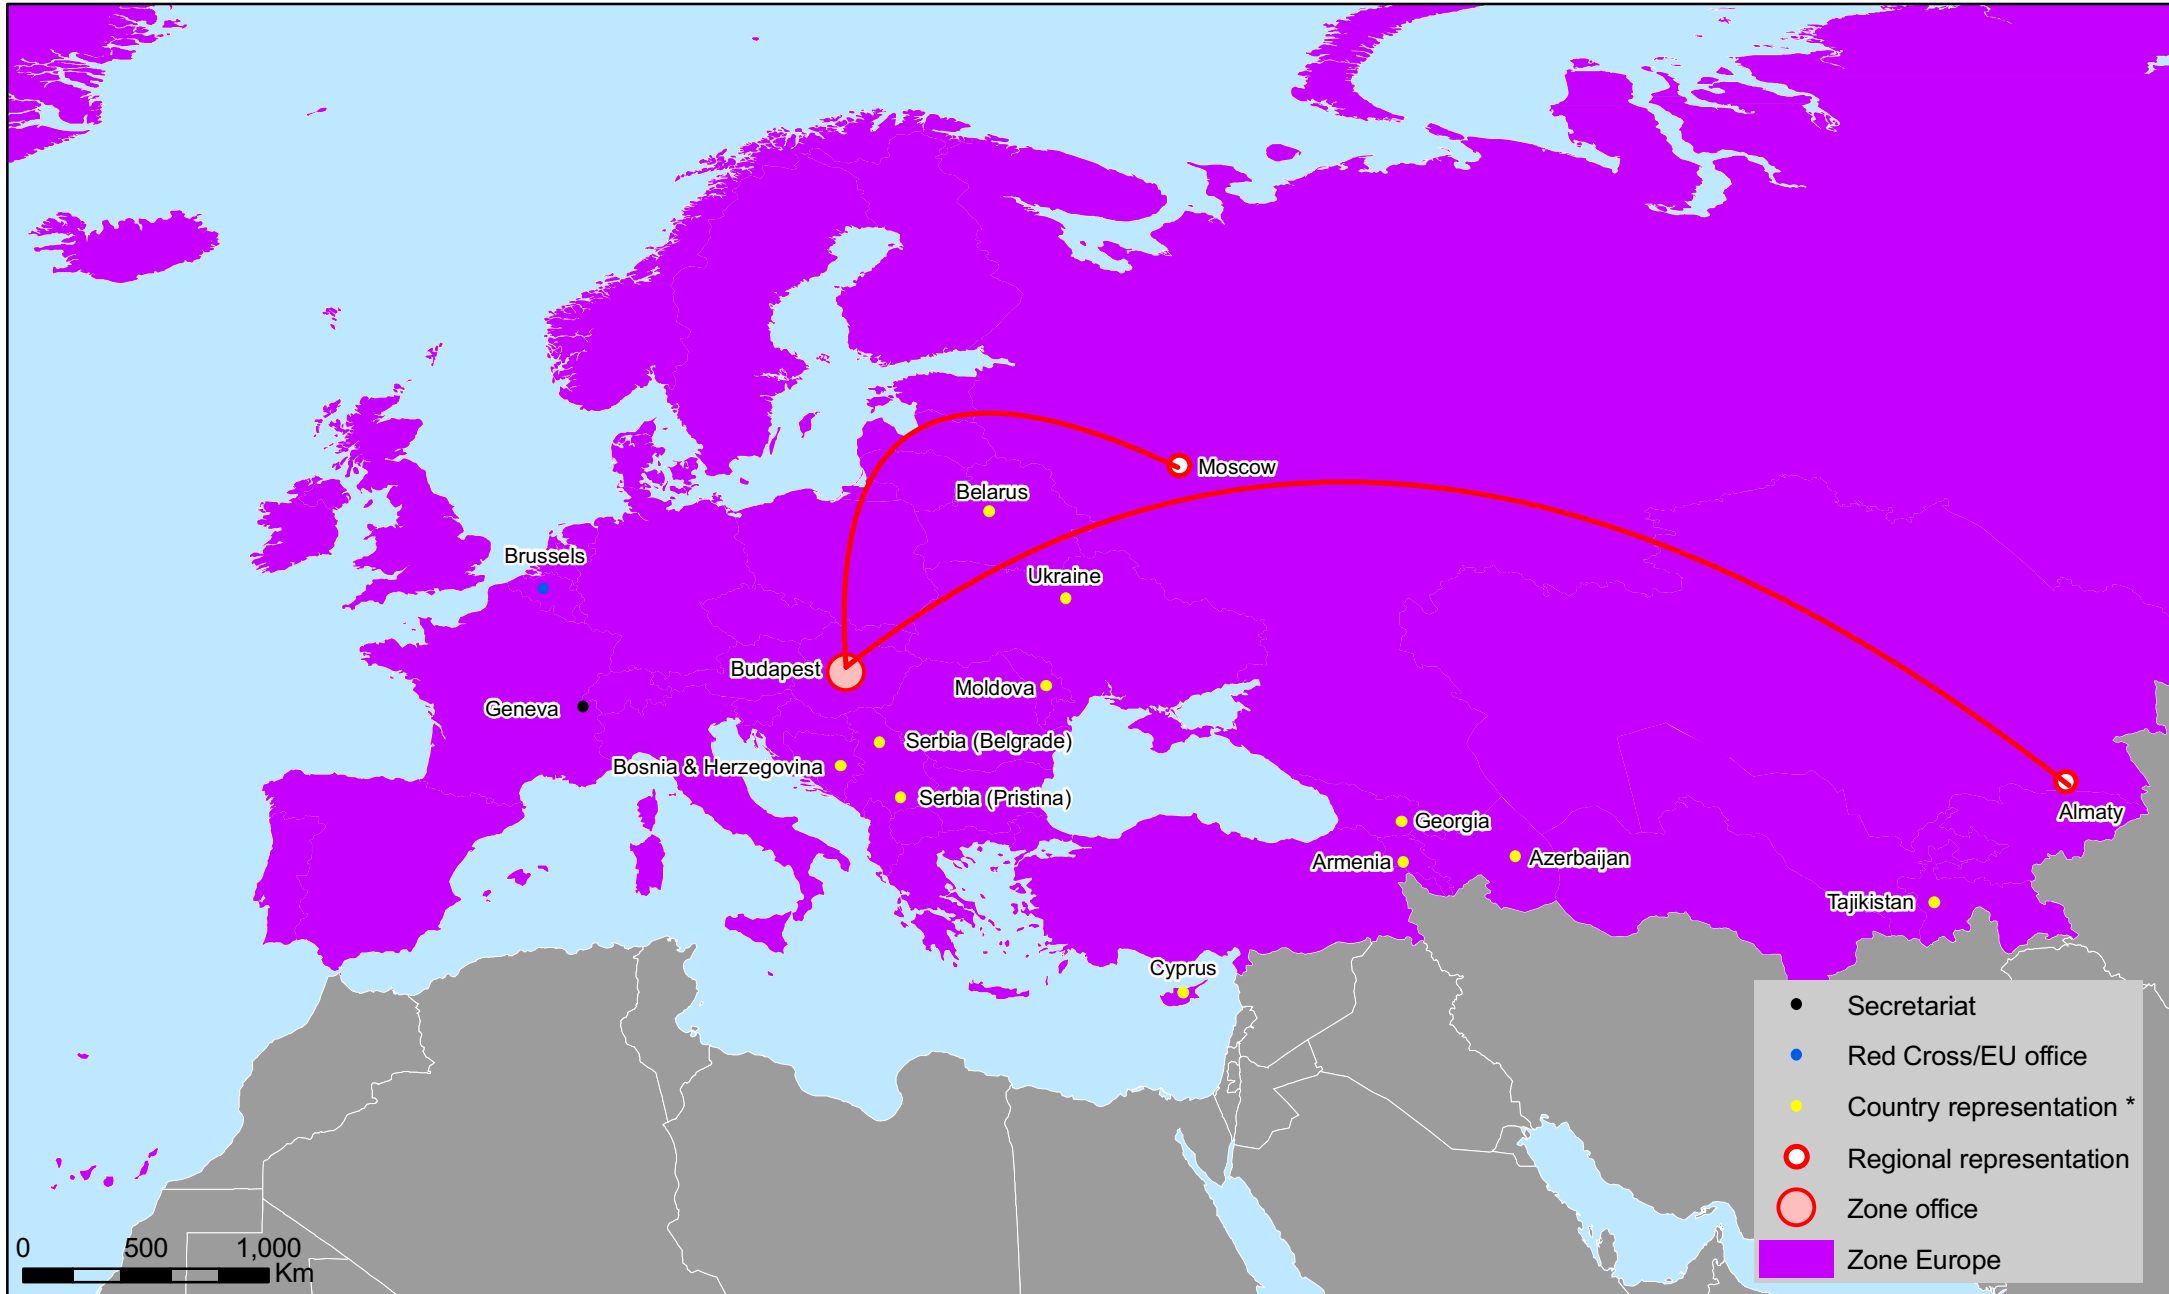 Moscow
Belarus
Brussels
Ukraine
Budapest
Moldova
Geneva
Serbia (Belgrade)
Bosnia & Herzegovina
Serbia (Pristina)
Almaty
Georgia
Armenia
Azerbaijan
Tajikistan
Cyprus
Secretariat
Red Cross/EU office
Country representation *
Regional representation
Zone office
Zone Europe
0 500 1,000
Km